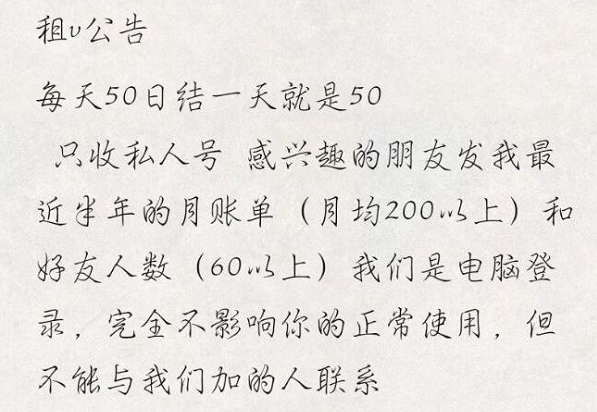 租v公告
每天50日结一天就是50
只收私人号 感兴趣的朋友发我最
近半年的月账单（月均200以上）和
好友人数（60以上）我们是电脑登
录，完全不影响你的正常使用，但
不能与我们加的人联系